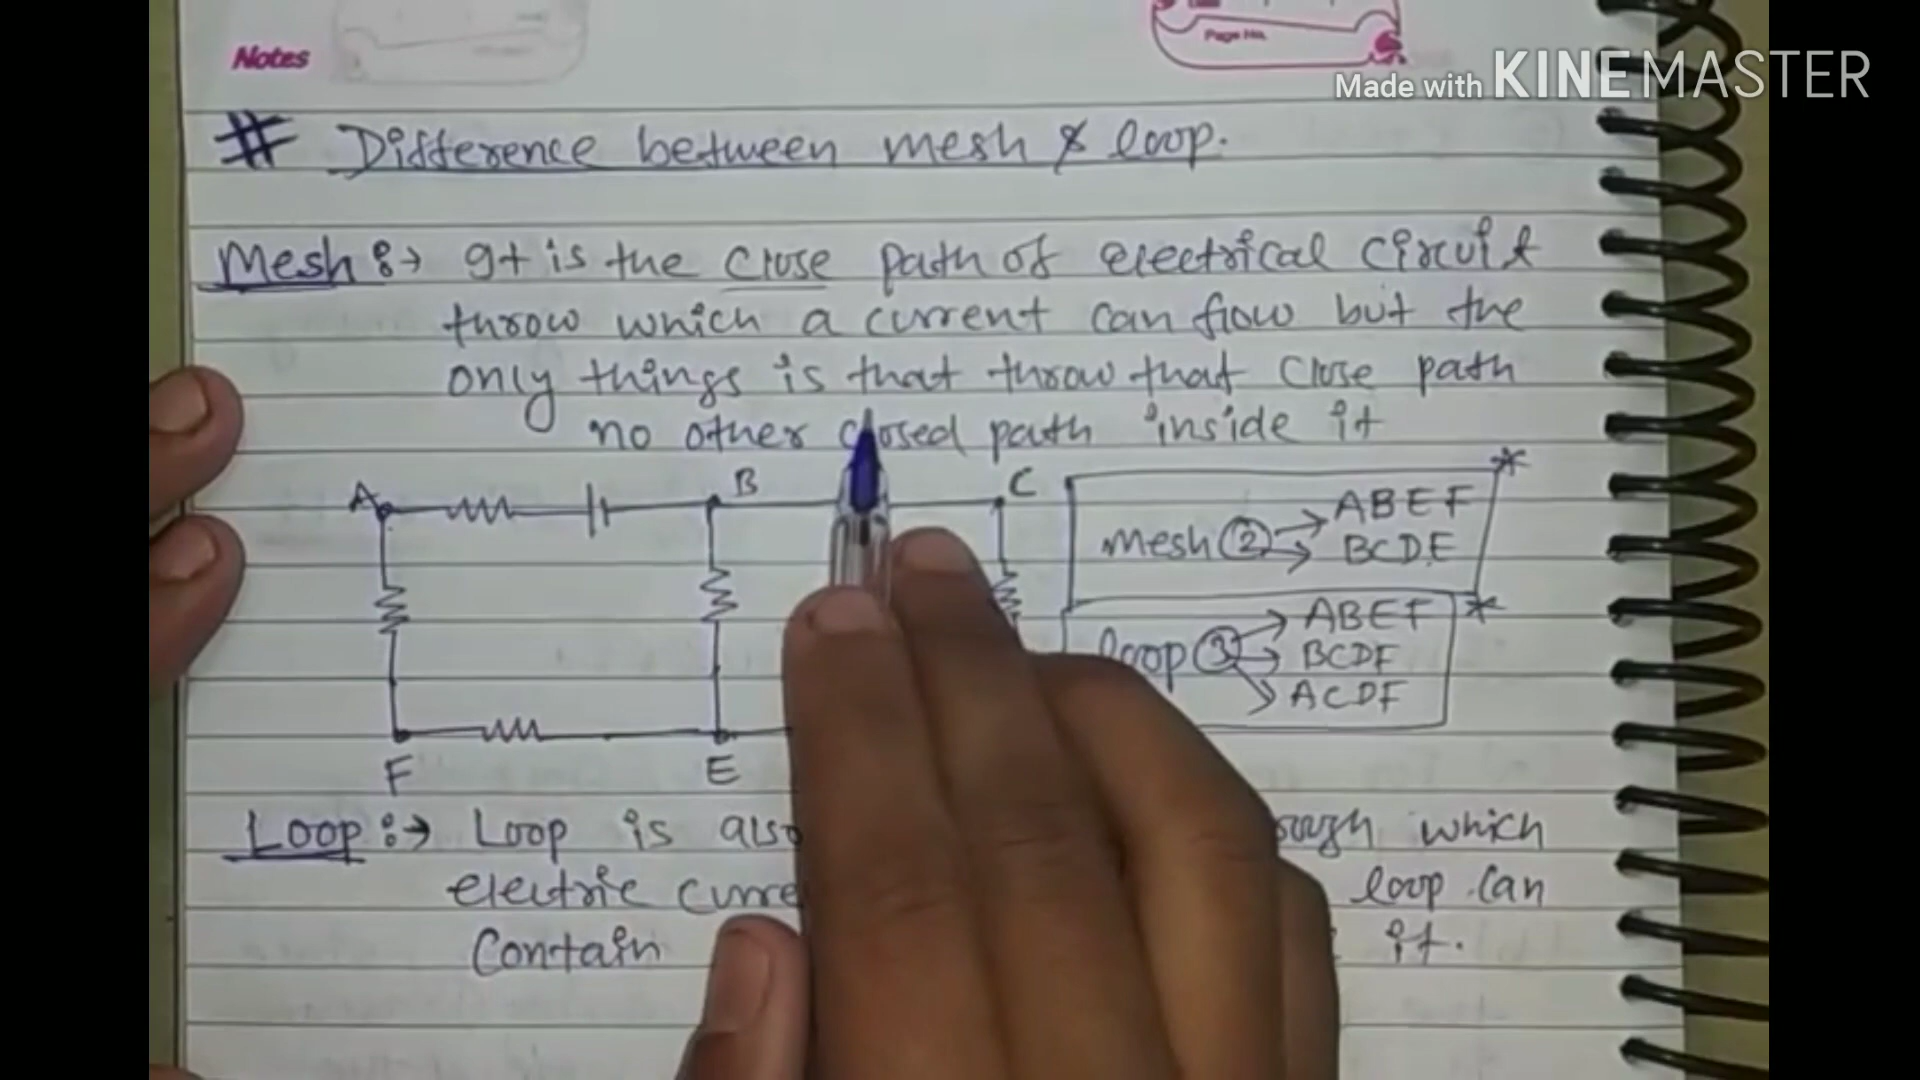 Notes
Page No.
Made with KINEMASTER
# Difference between mesh & loop.
Mesh :→ It is the close path of electrical circuit
throw which a current can flow but the
only things is that throw that close path
no other closed path inside it
A B C
mesh ② → ABEF
→ BCDE
loop ③ → ABEF
→ BCDF
→ ACDF
F E
Loop :→ Loop is also which
electric loop can
Contain it.